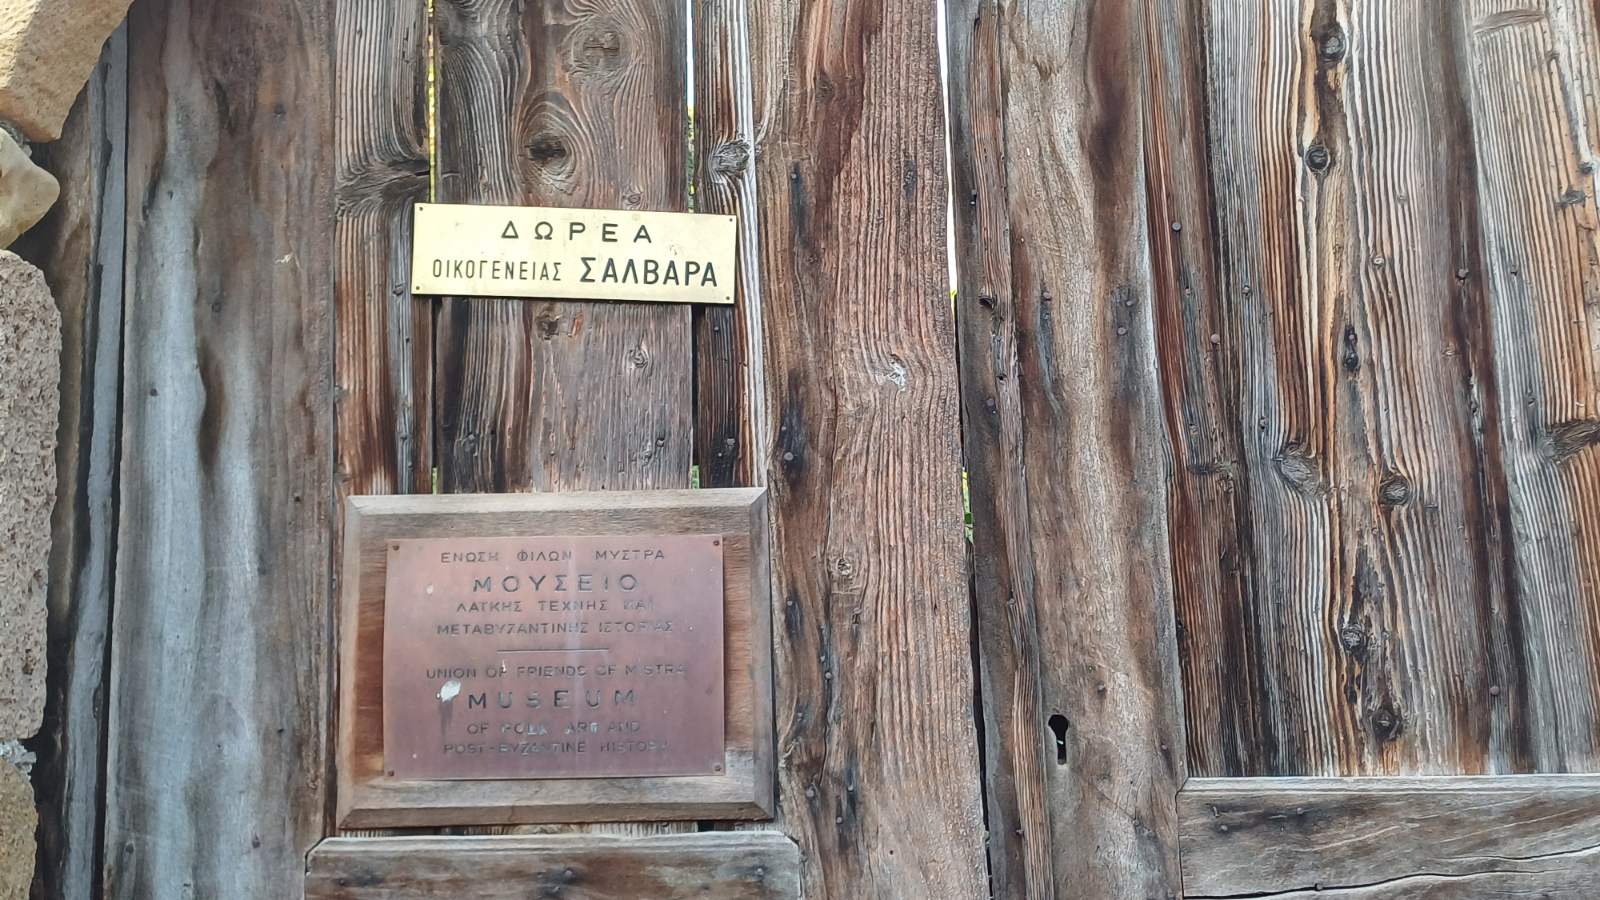 ΔΩΡΕΑ
ΟΙΚΟΓΕΝΕΙΑΣ ΣΑΛΒΑΡΑ
ΕΝΩΣΗ ΦΙΛΩΝ ΜΥΣΤΡΑ
ΜΟΥΣΕΙΟ
ΛΑΪΚΗΣ ΤΕΧΝΗΣ ΚΑΙ
ΜΕΤΑΒΥΖΑΝΤΙΝΗΣ ΙΣΤΟΡΙΑΣ
UNION OF FRIENDS OF MISTRA
MUSEUM
OF FOLK ART AND
POST-BYZANTINE HISTORY